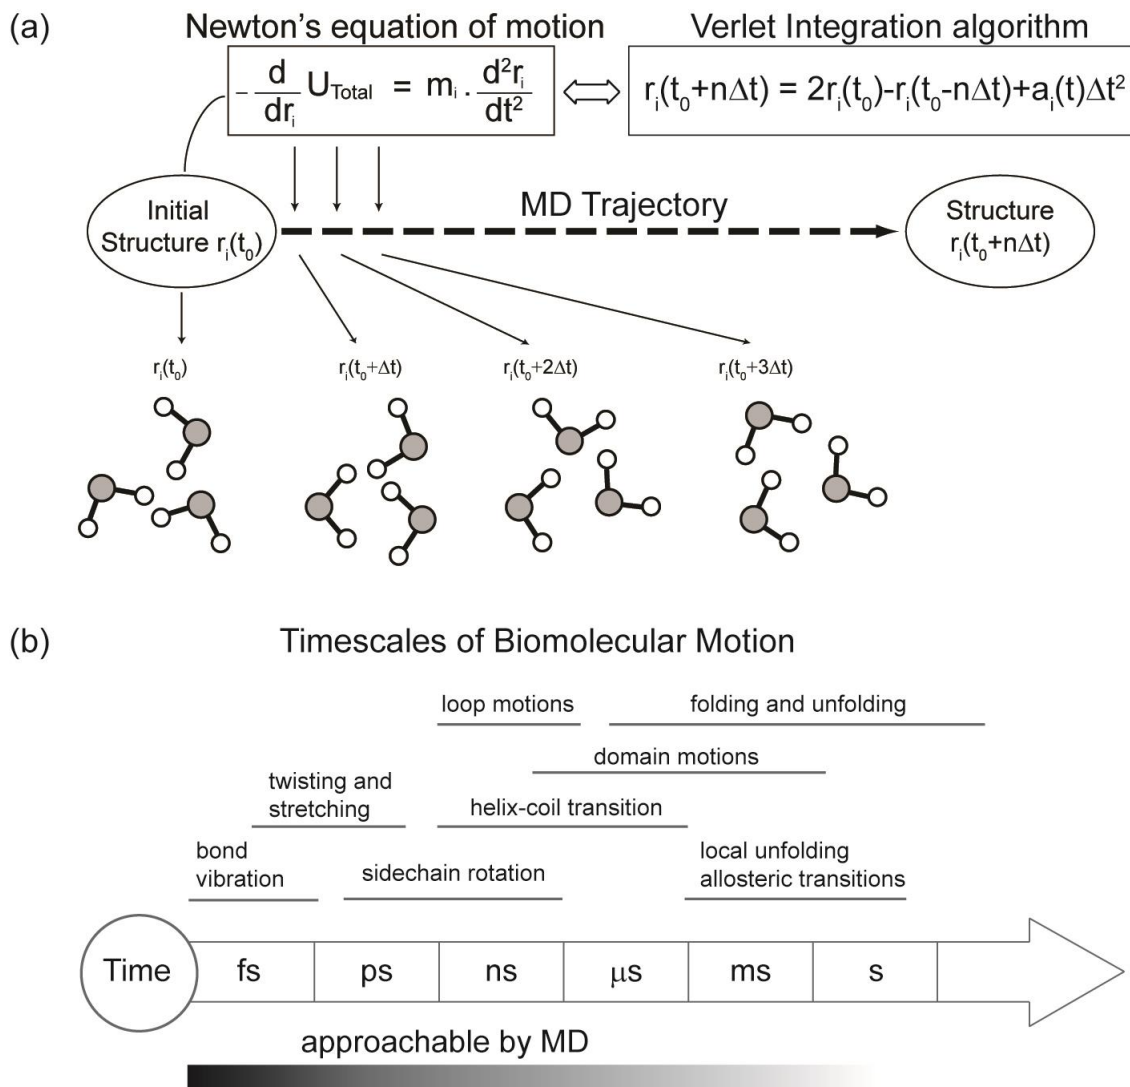 (a)
Newton's equation of motion
Verlet Integration algorithm
- d/drᵢ U_Total = mᵢ . d²rᵢ/dt²
rᵢ(t₀+nΔt) = 2rᵢ(t₀)-rᵢ(t₀-nΔt)+aᵢ(t)Δt²
Initial
Structure rᵢ(t₀)
MD Trajectory
Structure
rᵢ(t₀+nΔt)
rᵢ(t₀)
rᵢ(t₀+Δt)
rᵢ(t₀+2Δt)
rᵢ(t₀+3Δt)
(b)
Timescales of Biomolecular Motion
loop motions
folding and unfolding
domain motions
twisting and
stretching
helix-coil transition
bond
vibration
sidechain rotation
local unfolding
allosteric transitions
Time
fs
ps
ns
μs
ms
s
approachable by MD